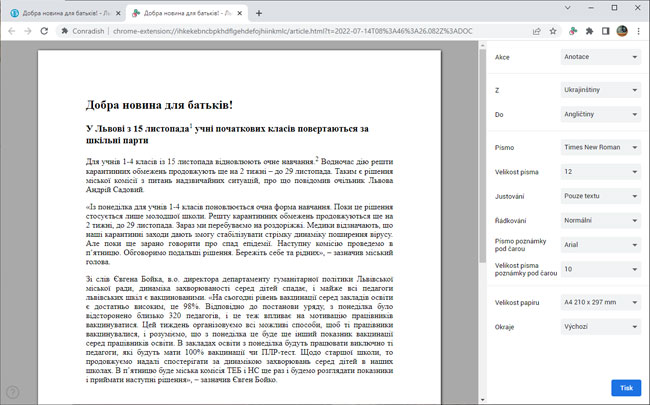 Добра новина для батьків! - Ль
Добра новина для батьків! - Ль
Conradish | chrome-extension://ihkekebncbpkhdflgehdefojhiinkmlc/article.html?t=2022-07-14T08%3A46%3A26.082Z%3ADOC
Добра новина для батьків!
У Львові з 15 листопада1 учні початкових класів повертаються за
шкільні парти
Для учнів 1-4 класів із 15 листопада відновлюють очне навчання.2 Водночас дію решти
карантинних обмежень продовжують ще на 2 тижні – до 29 листопада. Таким є рішення
міської комісії з питань надзвичайних ситуацій, про що повідомив очільник Львова
Андрій Садовий.
«Із понеділка для учнів 1-4 класів поновлюється очна форма навчання. Поки це рішення
стосується лише молодшої школи. Решту карантинних обмежень продовжуються ще на
2 тижні, до 29 листопада. Зараз ми перебуваємо на роздоріжжі. Медики відзначають, що
наші карантинні заходи дають змогу стабілізувати стрімку динаміку поширення вірусу.
Але поки ще зарано говорити про спад епідемії. Наступну комісію проведемо в
п’ятницю. Обговоримо подальші рішення. Бережіть себе та рідних», – зазначив міський
голова.
Зі слів Євгена Бойка, в.о. директора департаменту гуманітарної політики Львівської
міської ради, динаміка захворюваності серед дітей спадає, і майже всі педагоги
львівських шкіл є вакцинованими. «На сьогодні рівень вакцинації серед закладів освіти
є достатньо високим, це 98%. Відповідно до постанови уряду, з понеділка було
відсторонено близько 320 педагогів, і це теж впливає на мотивацію працівників
вакцинуватися. Цей тиждень організовуємо всі можливі способи, щоб ті працівники
вакцинувалися, і розуміємо, що з понеділка це буде ще інший показник вакцинації
серед працівників освіти. В закладах освіти з понеділка будуть працювати виключно ті
педагоги, які будуть мати 100% вакцинації чи ПЛР-тест. Щодо старшої школи, то
продовжуємо надалі спостерігати за динамікою захворювань серед дітей в наших
школах. В п’ятницю буде міська комісія ТЕБ і НС ще раз і будемо розглядати показники
і приймати наступні рішення», – зазначив Євген Бойко.
Akce Anotace
Z Ukrajinštiny
Do Angličtiny
Písmo Times New Roman
Velikost písma 12
Justování Pouze textu
Řádkování Normální
Písmo poznámky
pod čarou Arial
Velikost písma
poznámky pod čarou 10
Velikost papíru A4 210 x 297 mm
Okraje Výchozí
Tisk